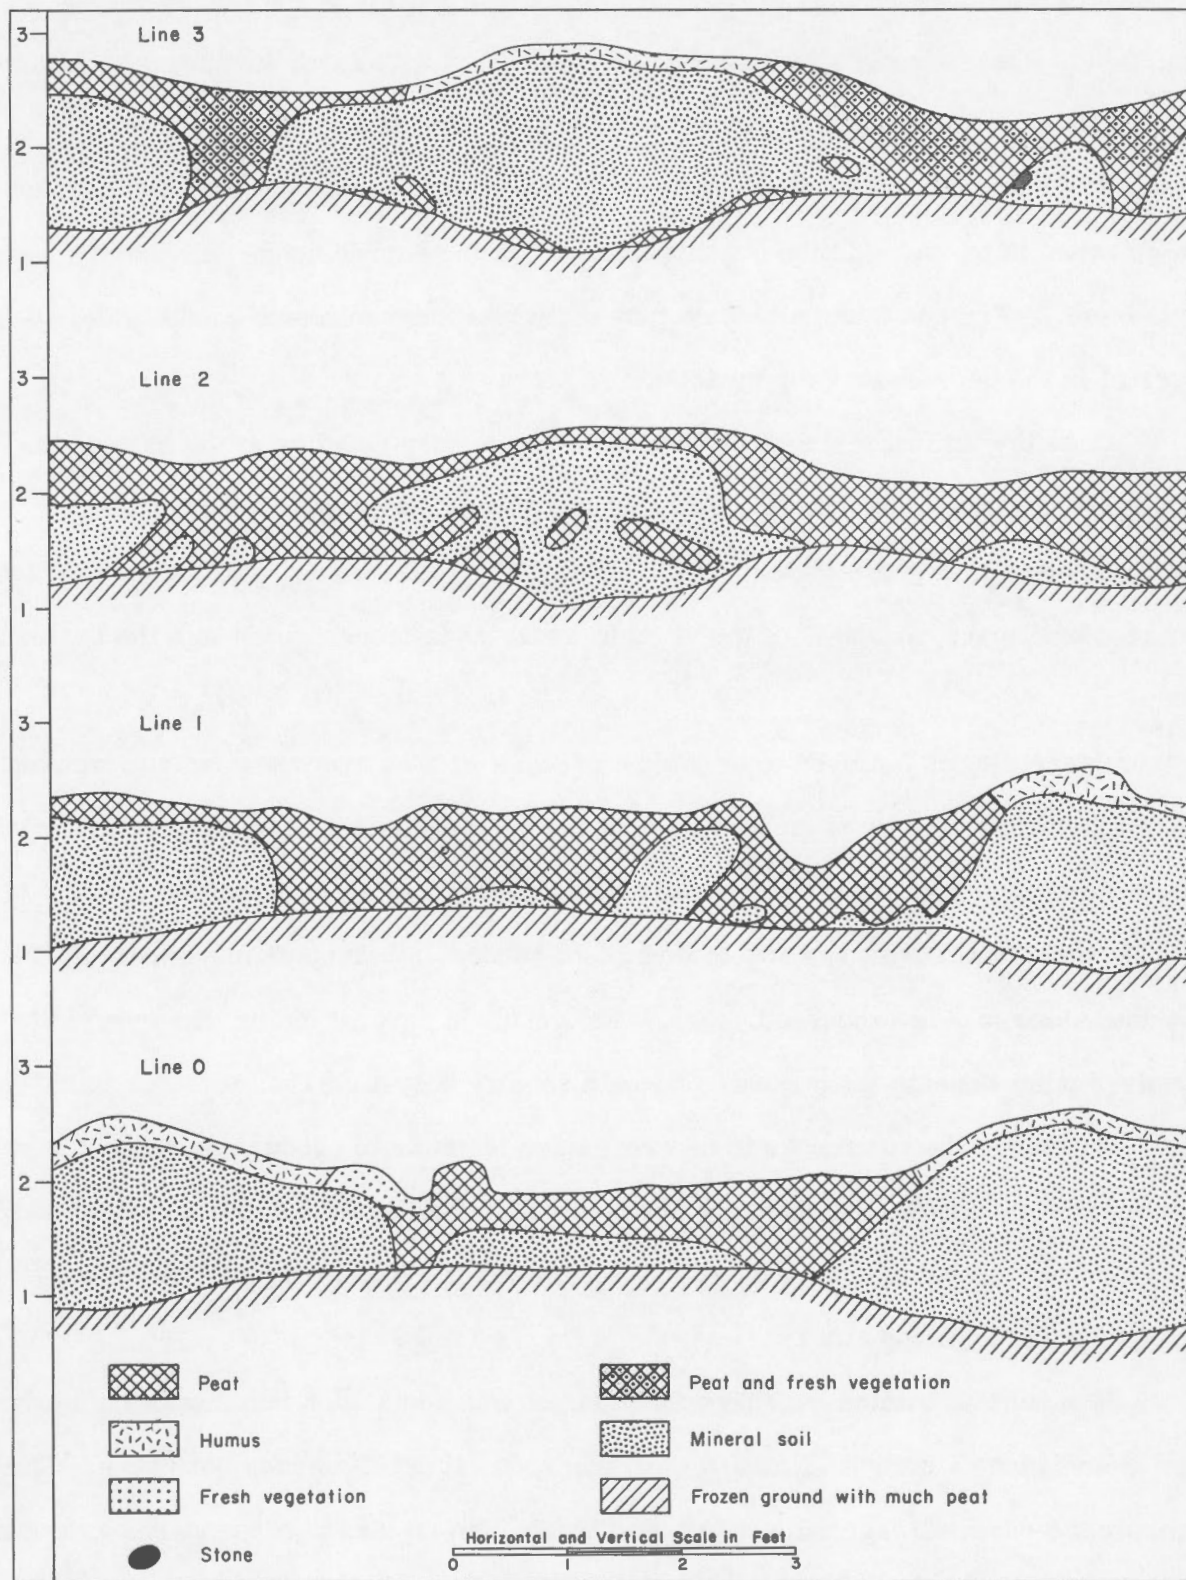 3
Line 3
2
1
3
Line 2
2
1
3
Line 1
2
1
3
Line 0
2
1
Peat
Peat and fresh vegetation
Humus
Mineral soil
Fresh vegetation
Frozen ground with much peat
Stone
Horizontal and Vertical Scale in Feet
0 1 2 3